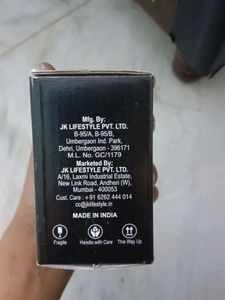 Mfg. By:
JK LIFESTYLE PVT. LTD.
B-95/A, B-95/B,
Umbergaon Ind. Park,
Dehri, Umbergaon - 396171
M.L. No. GC/1179
Marketed By:
JK LIFESTYLE PVT. LTD.
A/16, Laxmi Industrial Estate,
New Link Road, Andheri (W),
Mumbai - 400053
Cust. Care : +91 6262 444 014
cc@jklifestyle.in
MADE IN INDIA
Fragile Handle with Care This Way Up